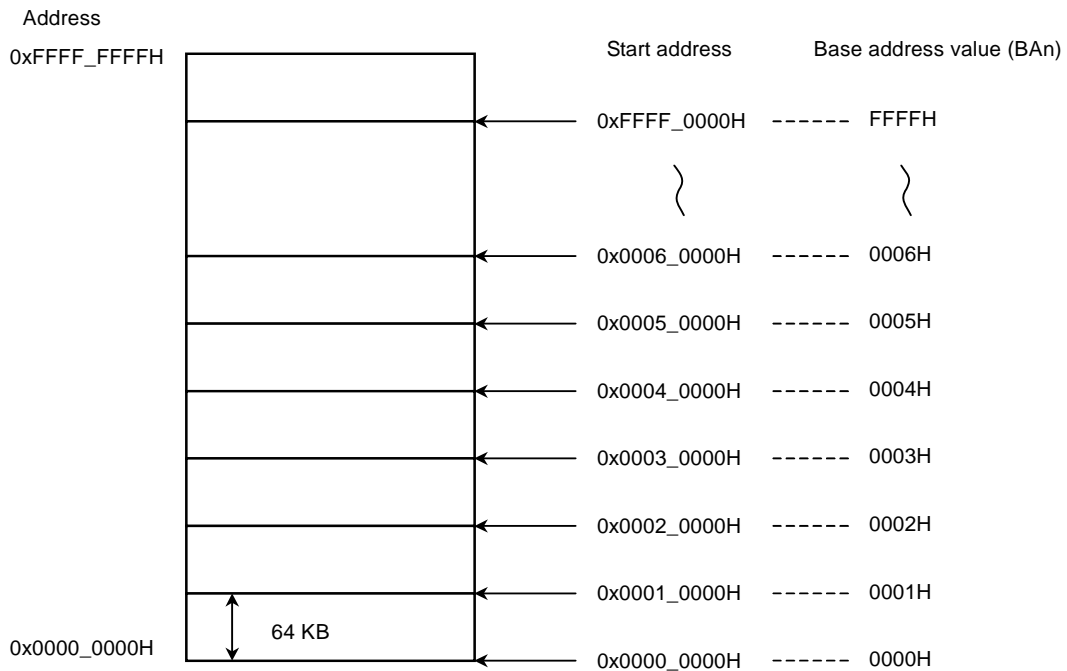 Address
0xFFFF_FFFFH
Start address Base address value (BAn)
0xFFFF_0000H FFFFH
0x0006_0000H 0006H
0x0005_0000H 0005H
0x0004_0000H 0004H
0x0003_0000H 0003H
0x0002_0000H 0002H
0x0001_0000H 0001H
64 KB
0x0000_0000H
0x0000_0000H 0000H